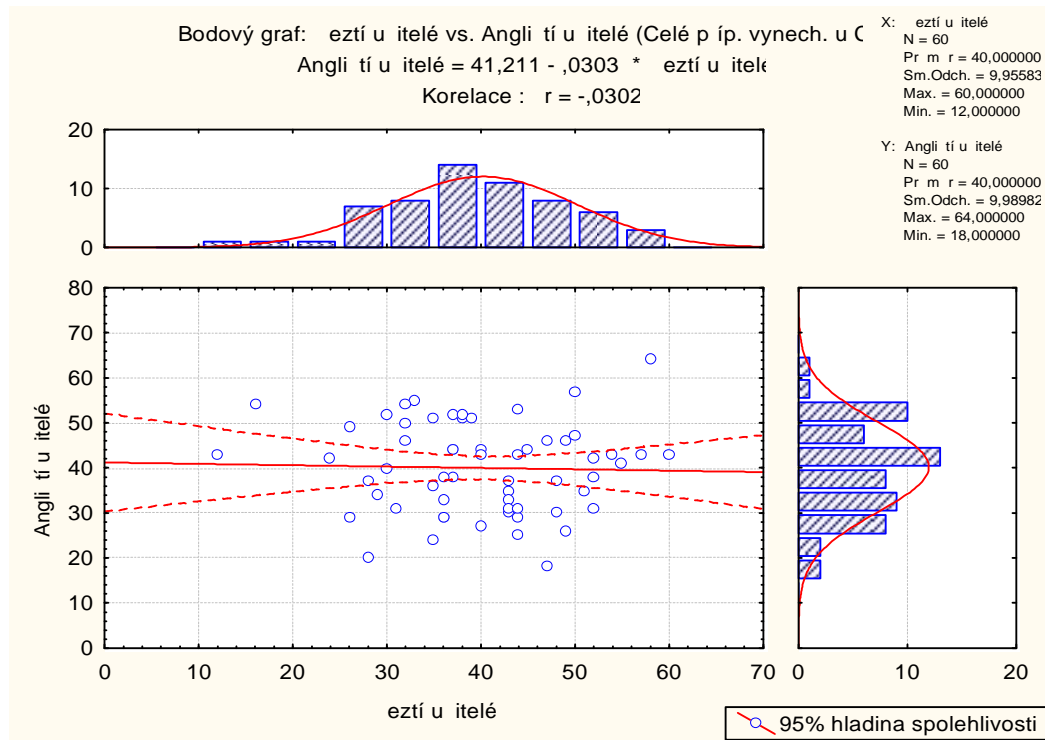 Bodový graf: eztí u itelé vs. Angli tí u itelé (Celé p íp. vynech. u
Angli tí u itelé = 41,211 - ,0303 * eztí u itelé
Korelace : r = -,0302
X: eztí u itelé
N = 60
Pr m r = 40,000000
Sm.Odch. = 9,95583
Max. = 60,000000
Min. = 12,000000
Y: Angli tí u itelé
N = 60
Pr m r = 40,000000
Sm.Odch. = 9,98982
Max. = 64,000000
Min. = 18,000000
20
10
0
80
70
60
50
40
30
20
10
0
Angli tí u itelé
0 10 20 30 40 50 60 70
eztí u itelé
0 10 20
95% hladina spolehlivosti